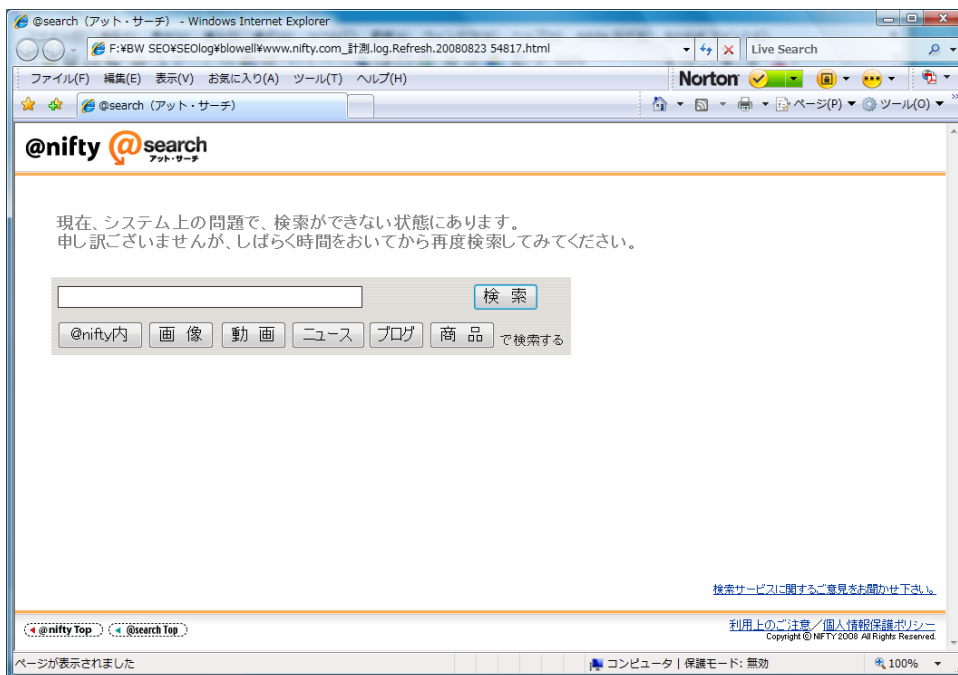 @search（アット・サーチ） - Windows Internet Explorer
F:¥BW SEO¥SEOlog¥blowell¥www.nifty.com_計測.log.Refresh.20080823 54817.html
Live Search
ファイル(F) 編集(E) 表示(V) お気に入り(A) ツール(T) ヘルプ(H)
Norton
@search（アット・サーチ）
ページ(P)
ツール(O)
@nifty @search
アット・サーチ
現在、システム上の問題で、検索ができない状態にあります。
申し訳ございませんが、しばらく時間をおいてから再度検索してみてください。
検 索
@nifty内 画 像 動 画 ニュース ブログ 商 品 で検索する
検索サービスに関するご意見をお聞かせ下さい。
@nifty Top @search Top
利用上のご注意／個人情報保護ポリシー
Copyright © NIFTY 2008 All Rights Reserved.
ページが表示されました
コンピュータ | 保護モード: 無効
100%